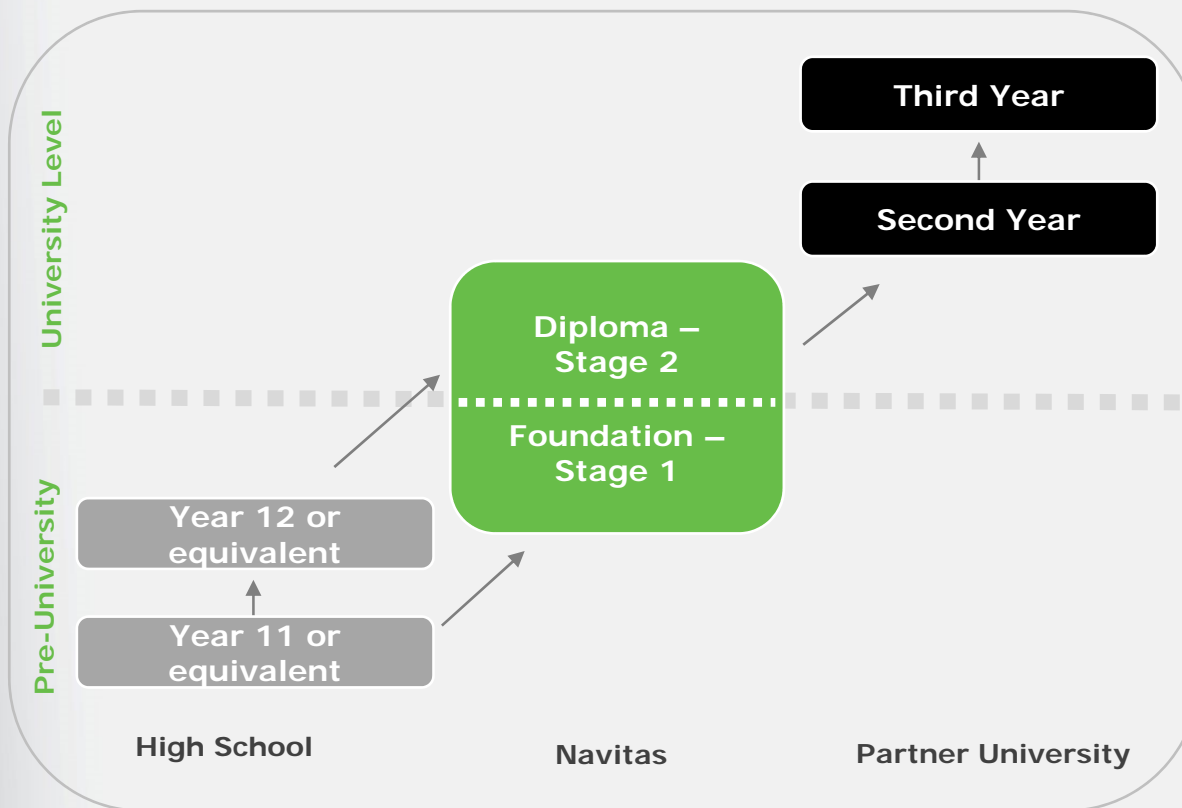 Third Year
Second Year
University Level
Diploma –
Stage 2
Foundation –
Stage 1
Pre-University
Year 12 or
equivalent
Year 11 or
equivalent
High School
Navitas
Partner University